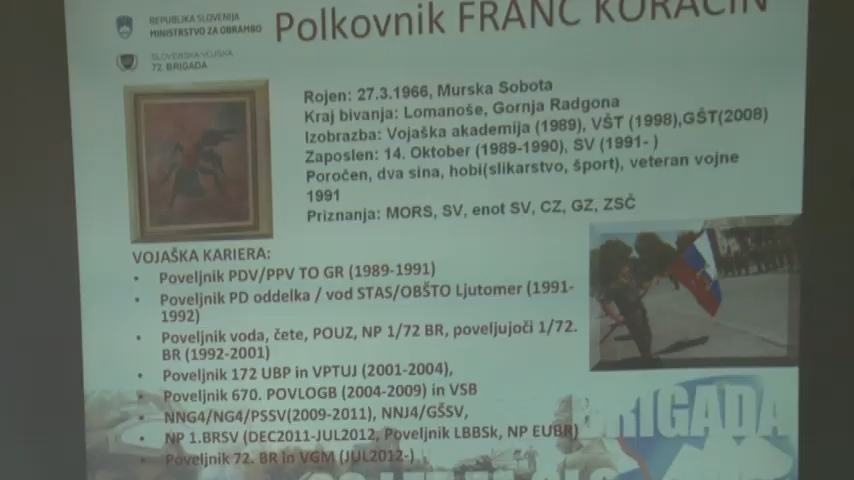 REPUBLIKA SLOVENIJA
MINISTRSTVO ZA OBRAMBO
SLOVENSKA VOJSKA
72. BRIGADA
Polkovnik FRANC KORAČIN
Rojen: 27.3.1966, Murska Sobota
Kraj bivanja: Lomanoše, Gornja Radgona
Izobrazba: Vojaška akademija (1989), VŠT (1998),GŠT(2008)
Zaposlen: 14. Oktober (1989-1990), SV (1991- )
Poročen, dva sina, hobi(slikarstvo, šport), veteran vojne
1991
Priznanja: MORS, SV, enot SV, CZ, GZ, ZSČ
VOJAŠKA KARIERA:
• Poveljnik PDV/PPV TO GR (1989-1991)
• Poveljnik PD oddelka / vod STAS/OBŠTO Ljutomer (1991-
1992)
• Poveljnik voda, čete, POUZ, NP 1/72 BR, poveljujoči 1/72.
BR (1992-2001)
• Poveljnik 172 UBP in VPTUJ (2001-2004),
• Poveljnik 670. POVLOGB (2004-2009) in VSB
• NNG4/NG4/PSSV(2009-2011), NNJ4/GŠSV,
• NP 1.BRSV (DEC2011-JUL2012, Poveljnik LBBSk, NP EUBR)
• Poveljnik 72. BR in VGM (JUL2012-)
BRIGADA